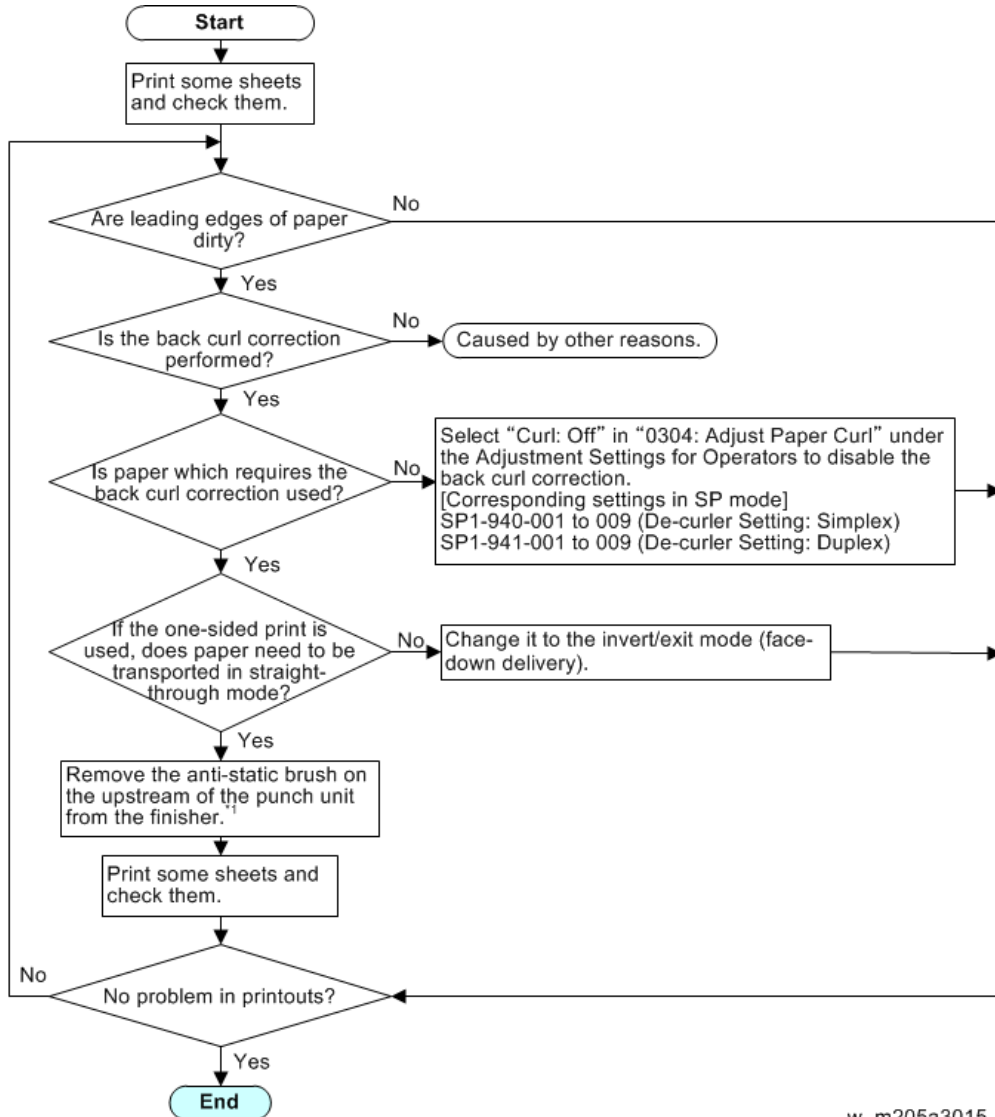 Start
Print some sheets
and check them.
Are leading edges of paper
dirty?
No
Yes
Is the back curl correction
performed?
No
Caused by other reasons.
Yes
Is paper which requires the
back curl correction used?
No
Select “Curl: Off” in “0304: Adjust Paper Curl” under
the Adjustment Settings for Operators to disable the
back curl correction.
[Corresponding settings in SP mode]
SP1-940-001 to 009 (De-curler Setting: Simplex)
SP1-941-001 to 009 (De-curler Setting: Duplex)
Yes
If the one-sided print is
used, does paper need to be
transported in straight-
through mode?
No
Change it to the invert/exit mode (face-
down delivery).
Yes
Remove the anti-static brush on
the upstream of the punch unit
from the finisher.*1
Print some sheets and
check them.
No
No problem in printouts?
Yes
End